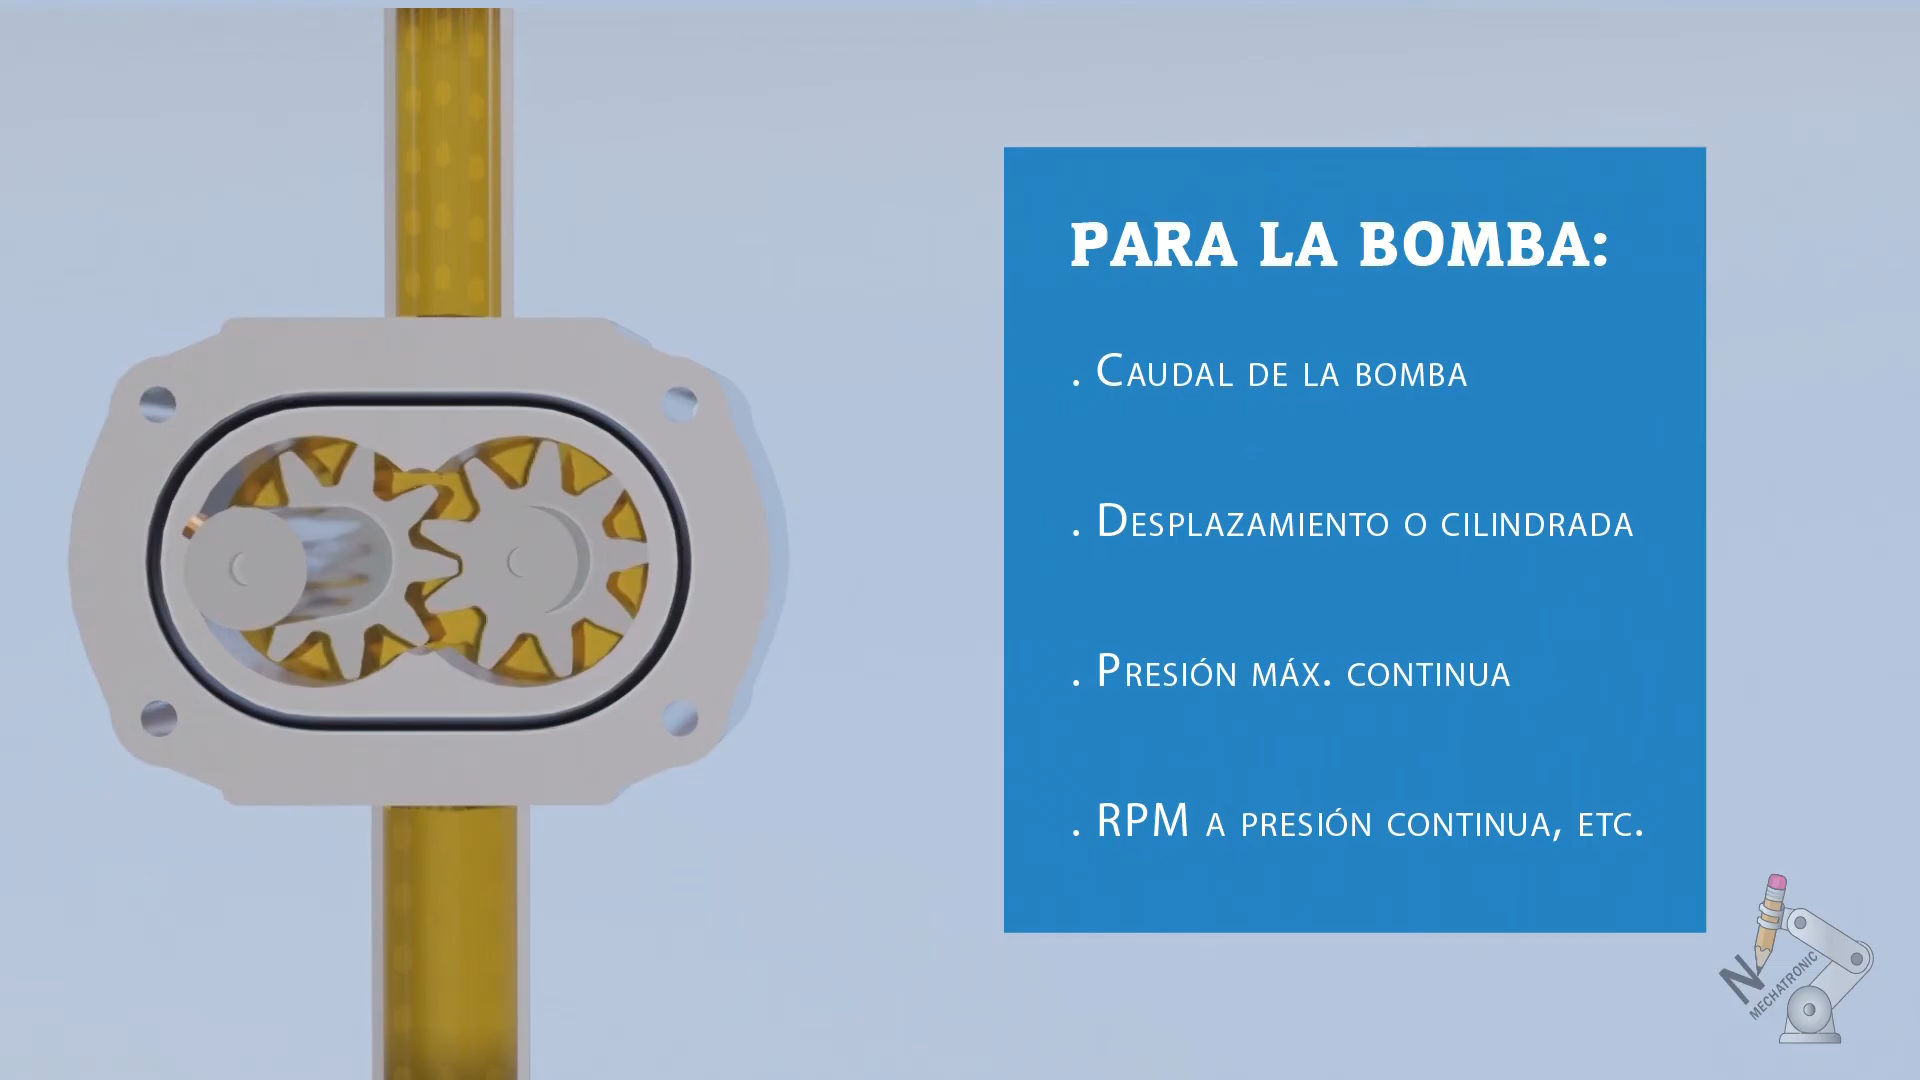 PARA LA BOMBA:
. CAUDAL DE LA BOMBA
. DESPLAZAMIENTO O CILINDRADA
. PRESIÓN MÁX. CONTINUA
. RPM A PRESIÓN CONTINUA, ETC.
N
MECHATRONIC